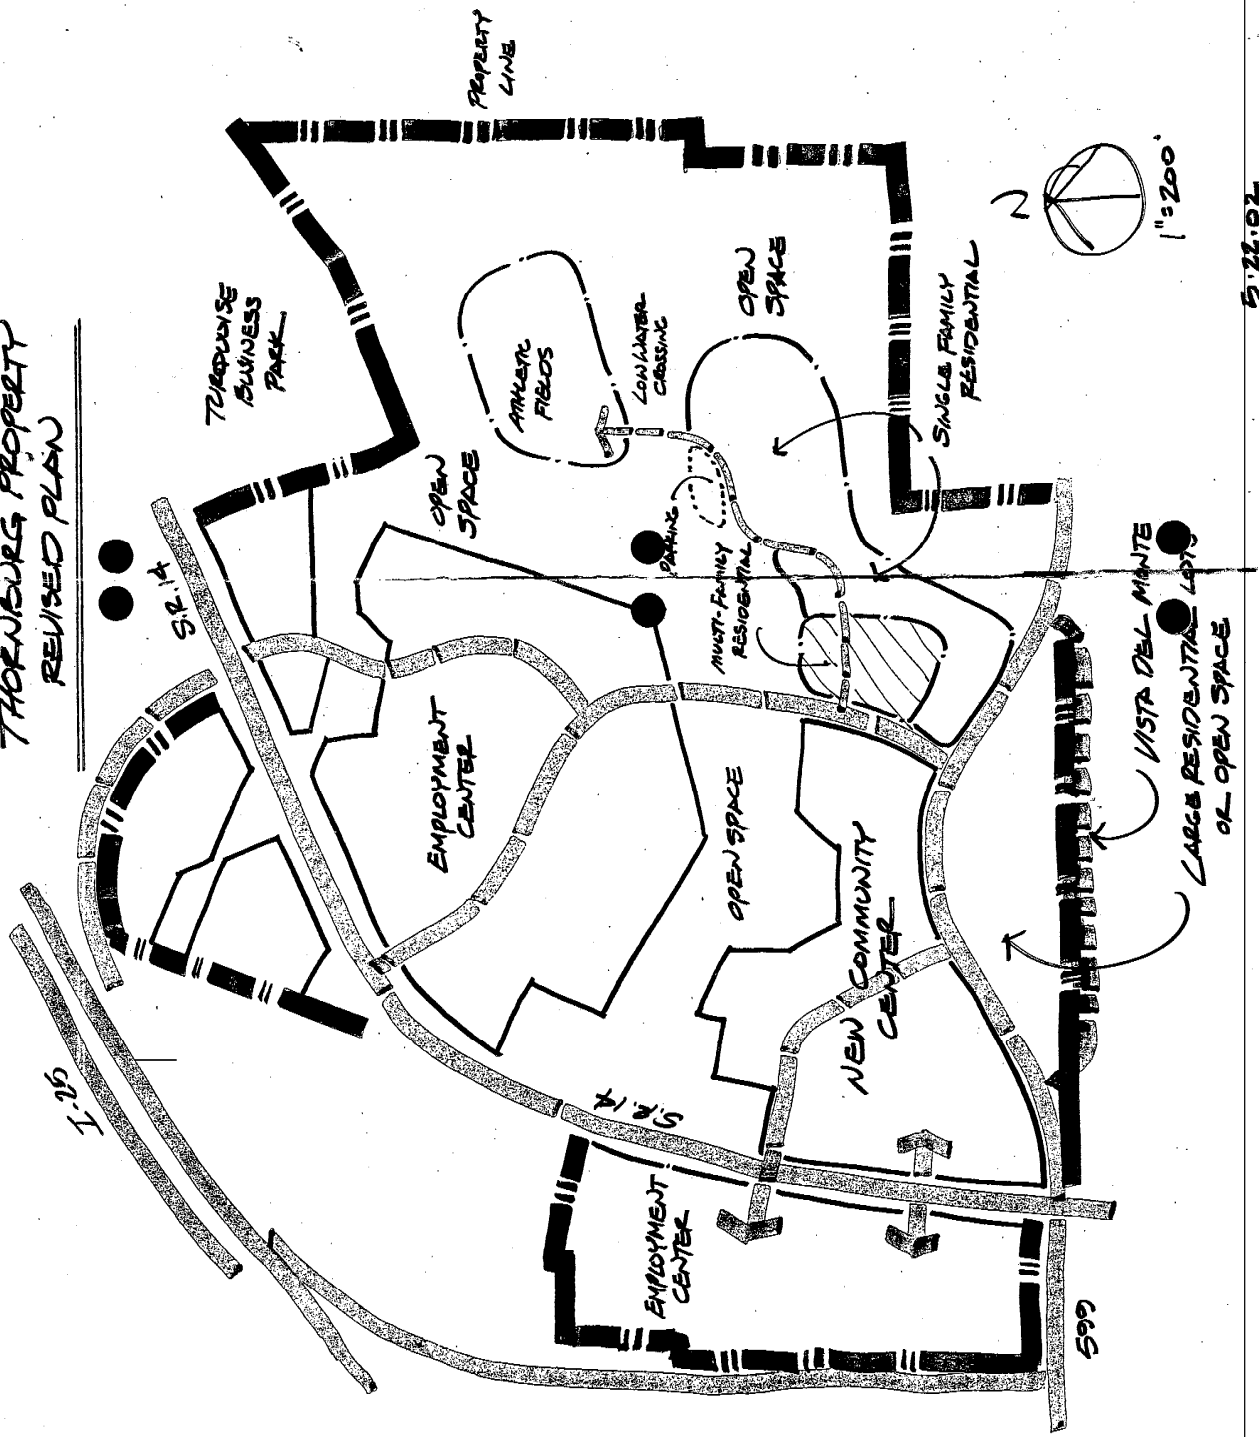 THORNBURG PROPERTY
REVISED PLAN
PROPERTY
LINE
TURQUOISE
BUSINESS
PARK
S.R. 14
I-25
OPEN
SPACE
ATHLETIC
FIELDS
LOW WATER
CROSSING
OPEN
SPACE
PARKING
MULTI-FAMILY
RESIDENTIAL
SINGLE FAMILY
RESIDENTIAL
EMPLOYMENT
CENTER
OPEN SPACE
NEW COMMUNITY
CENTER
S.R. 14
EMPLOYMENT
CENTER
599
VISTA DEL MONTE
LARGE RESIDENTIAL LOTS
OR OPEN SPACE
N
1"=200'
5.22.02